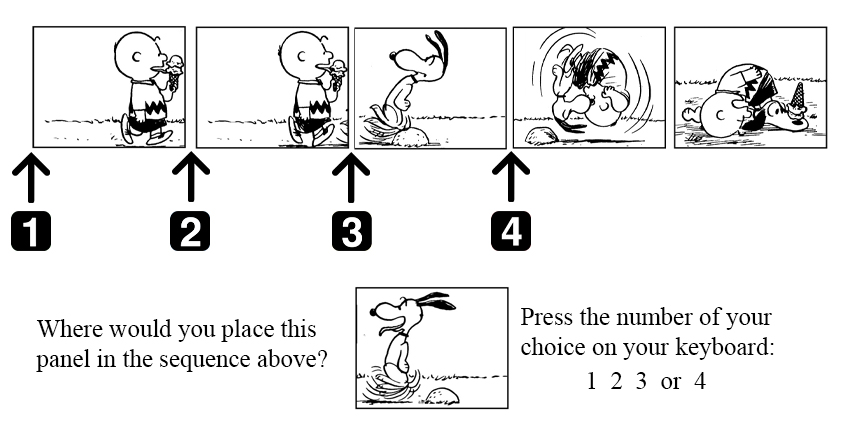 1 2 3 4
Where would you place this
panel in the sequence above?
Press the number of your
choice on your keyboard:
1 2 3 or 4